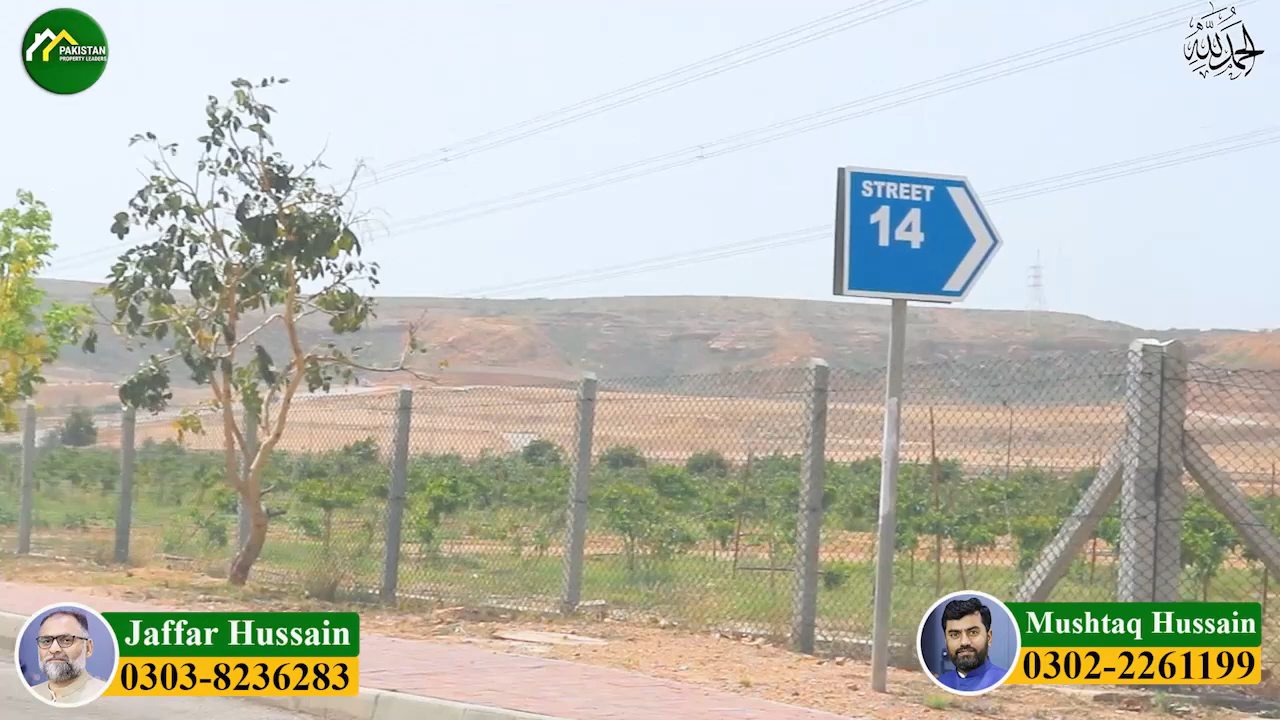 PAKISTAN
PROPERTY LEADERS
الحمد لله
STREET
14
Jaffar Hussain
0303-8236283
Mushtaq Hussain
0302-2261199